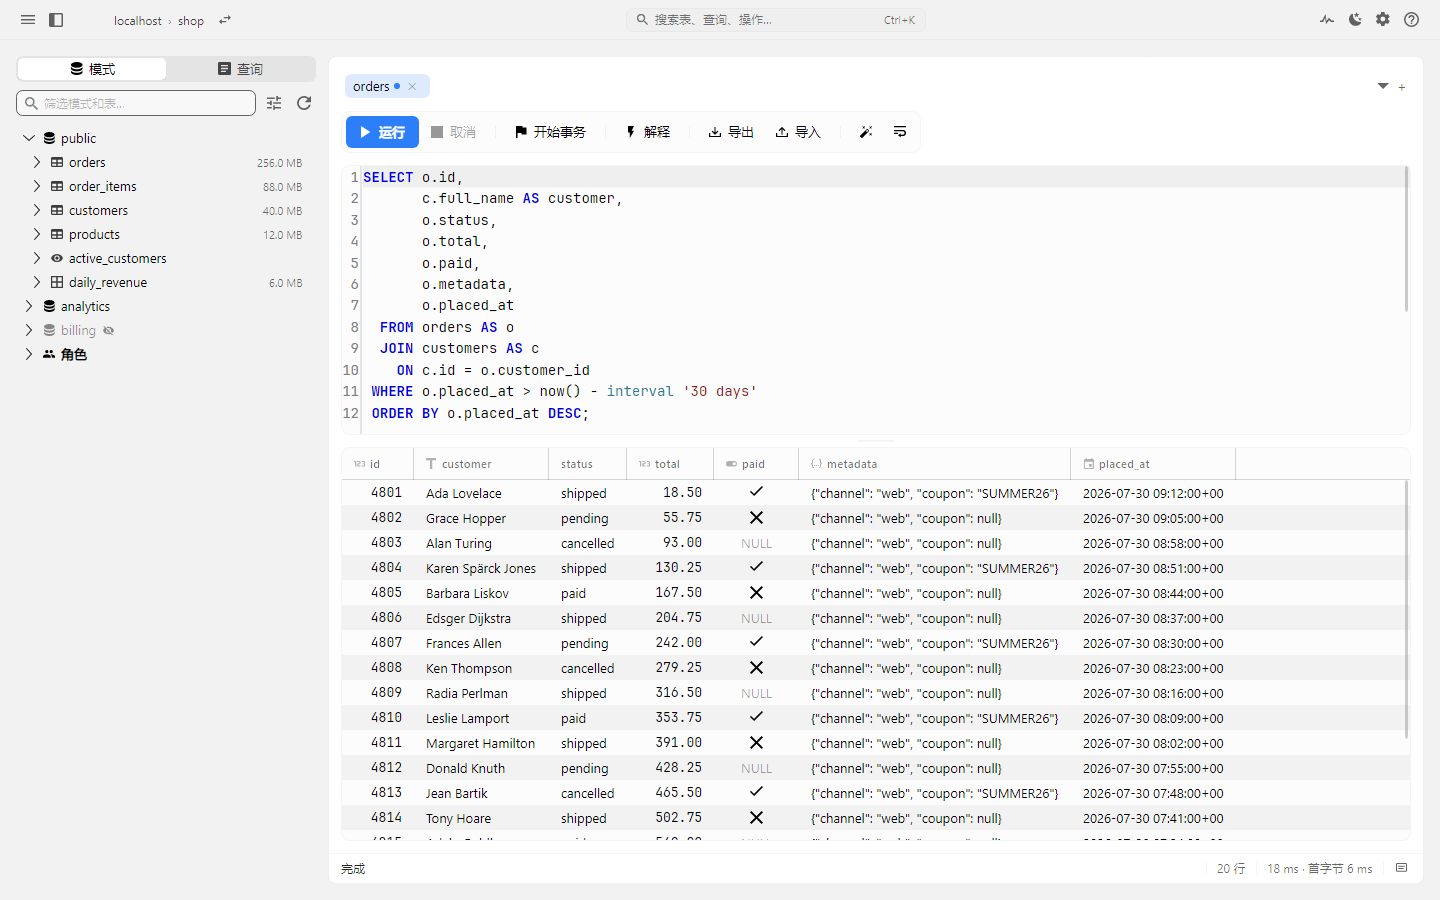 localhost › shop
搜索表、查询、操作... Ctrl+K
模式 查询
筛选模式和表...
public
orders 256.0 MB
order_items 88.0 MB
customers 40.0 MB
products 12.0 MB
active_customers
daily_revenue 6.0 MB
analytics
billing
角色
orders
运行 取消 开始事务 解释 导出 导入
1 SELECT o.id,
2 c.full_name AS customer,
3 o.status,
4 o.total,
5 o.paid,
6 o.metadata,
7 o.placed_at
8 FROM orders AS o
9 JOIN customers AS c
10 ON c.id = o.customer_id
11 WHERE o.placed_at > now() - interval '30 days'
12 ORDER BY o.placed_at DESC;
123 id customer status 123 total paid {..} metadata placed_at
4801 Ada Lovelace shipped 18.50 {"channel": "web", "coupon": "SUMMER26"} 2026-07-30 09:12:00+00
4802 Grace Hopper pending 55.75 {"channel": "web", "coupon": null} 2026-07-30 09:05:00+00
4803 Alan Turing cancelled 93.00 NULL {"channel": "web", "coupon": null} 2026-07-30 08:58:00+00
4804 Karen Spärck Jones shipped 130.25 {"channel": "web", "coupon": "SUMMER26"} 2026-07-30 08:51:00+00
4805 Barbara Liskov paid 167.50 {"channel": "web", "coupon": null} 2026-07-30 08:44:00+00
4806 Edsger Dijkstra shipped 204.75 NULL {"channel": "web", "coupon": null} 2026-07-30 08:37:00+00
4807 Frances Allen pending 242.00 {"channel": "web", "coupon": "SUMMER26"} 2026-07-30 08:30:00+00
4808 Ken Thompson cancelled 279.25 {"channel": "web", "coupon": null} 2026-07-30 08:23:00+00
4809 Radia Perlman shipped 316.50 NULL {"channel": "web", "coupon": null} 2026-07-30 08:16:00+00
4810 Leslie Lamport paid 353.75 {"channel": "web", "coupon": "SUMMER26"} 2026-07-30 08:09:00+00
4811 Margaret Hamilton shipped 391.00 {"channel": "web", "coupon": null} 2026-07-30 08:02:00+00
4812 Donald Knuth pending 428.25 NULL {"channel": "web", "coupon": null} 2026-07-30 07:55:00+00
4813 Jean Bartik cancelled 465.50 {"channel": "web", "coupon": "SUMMER26"} 2026-07-30 07:48:00+00
4814 Tony Hoare shipped 502.75 {"channel": "web", "coupon": null} 2026-07-30 07:41:00+00
完成 20 行 18 ms · 首字节 6 ms